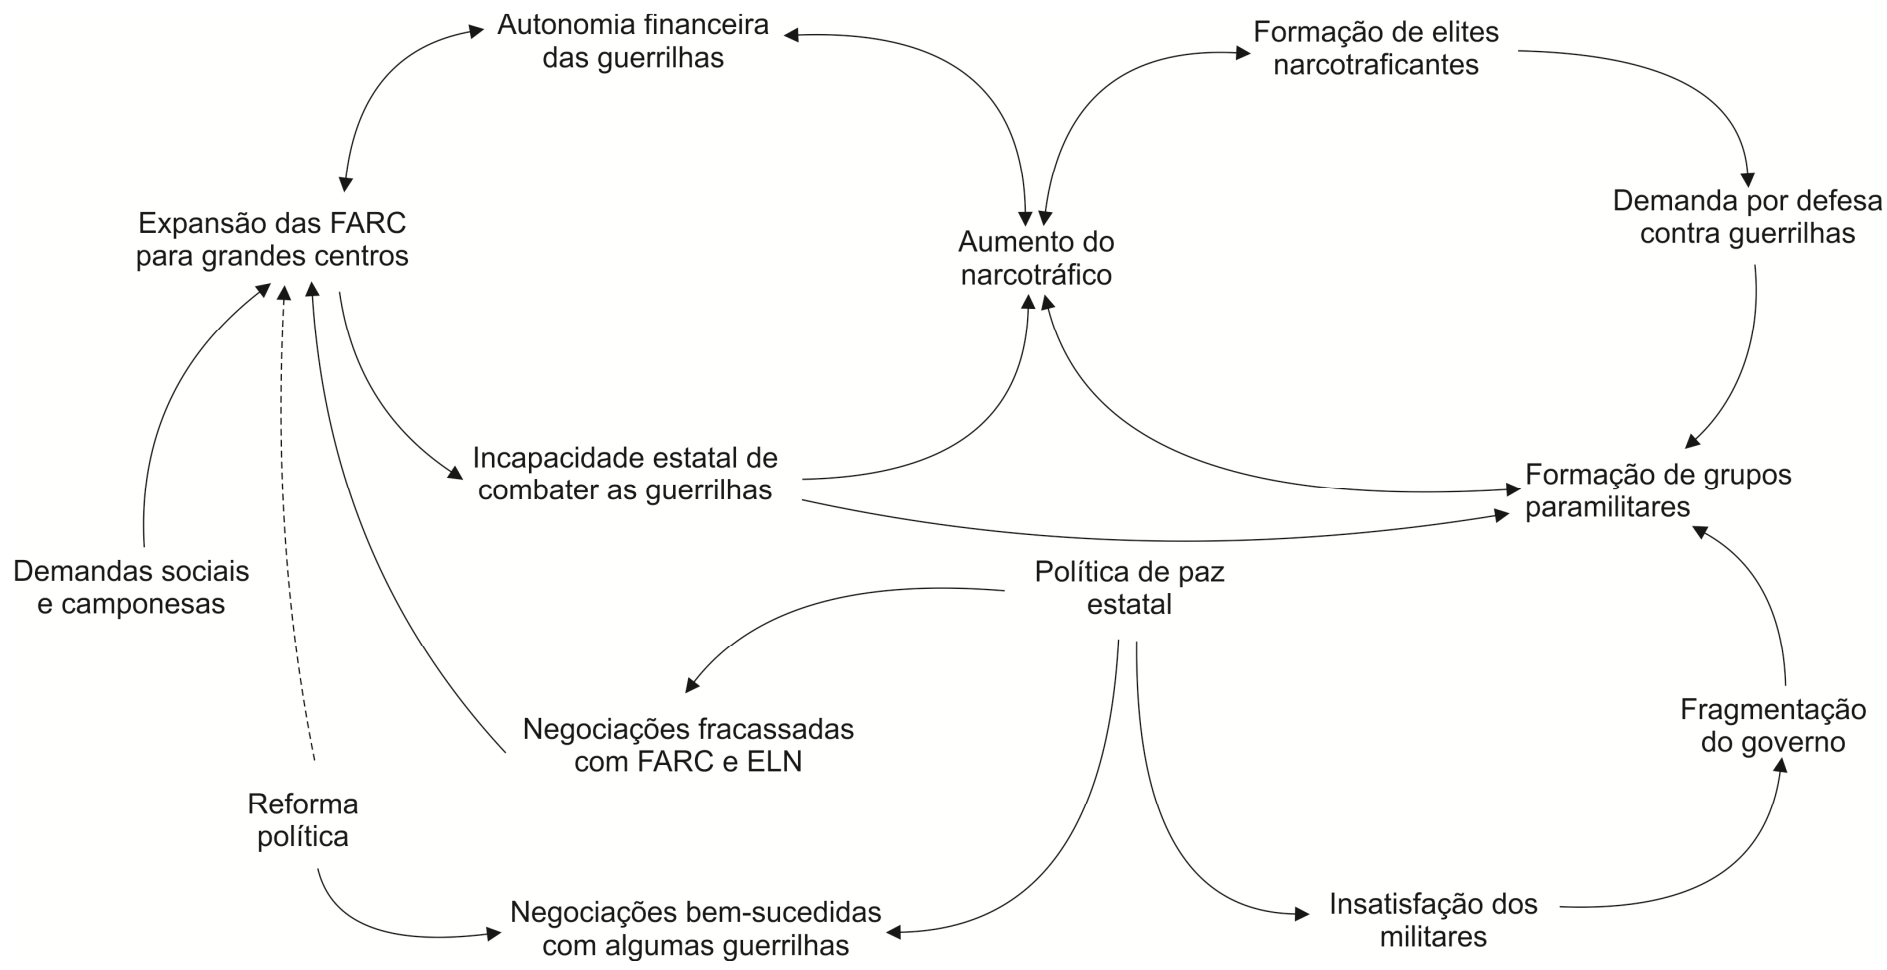 Autonomia financeira
das guerrilhas
Formação de elites
narcotraficantes
Expansão das FARC
para grandes centros
Aumento do
narcotráfico
Demanda por defesa
contra guerrilhas
Incapacidade estatal de
combater as guerrilhas
Formação de grupos
paramilitares
Demandas sociais
e camponesas
Política de paz
estatal
Negociações fracassadas
com FARC e ELN
Fragmentação
do governo
Reforma
política
Negociações bem-sucedidas
com algumas guerrilhas
Insatisfação dos
militares